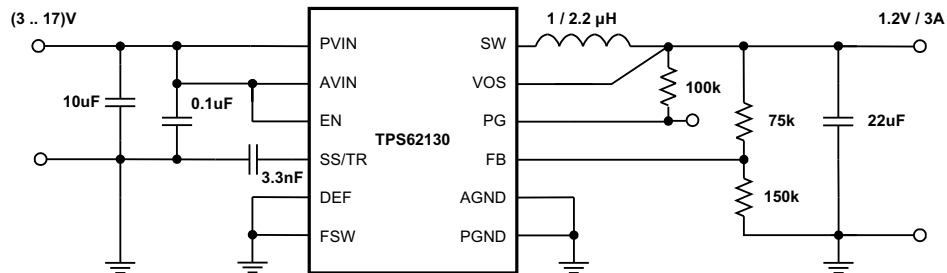 (3 .. 17)V
1 / 2.2 µH
1.2V / 3A
PVIN
SW
AVIN
VOS
10uF
0.1uF
100k
EN
PG
TPS62130
75k
22uF
SS/TR
FB
3.3nF
DEF
AGND
150k
FSW
PGND